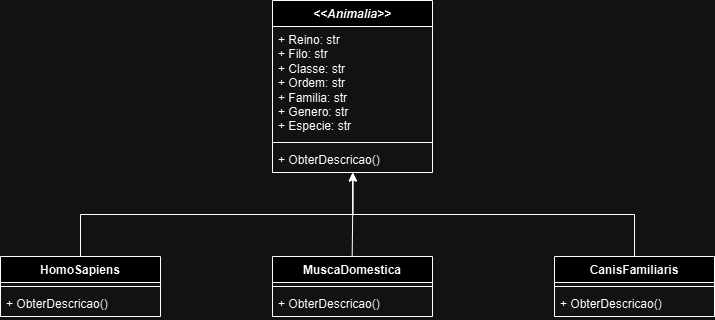 <<Animalia>>
+ Reino: str
+ Filo: str
+ Classe: str
+ Ordem: str
+ Familia: str
+ Genero: str
+ Especie: str
+ ObterDescricao()
HomoSapiens
+ ObterDescricao()
MuscaDomestica
+ ObterDescricao()
CanisFamiliaris
+ ObterDescricao()